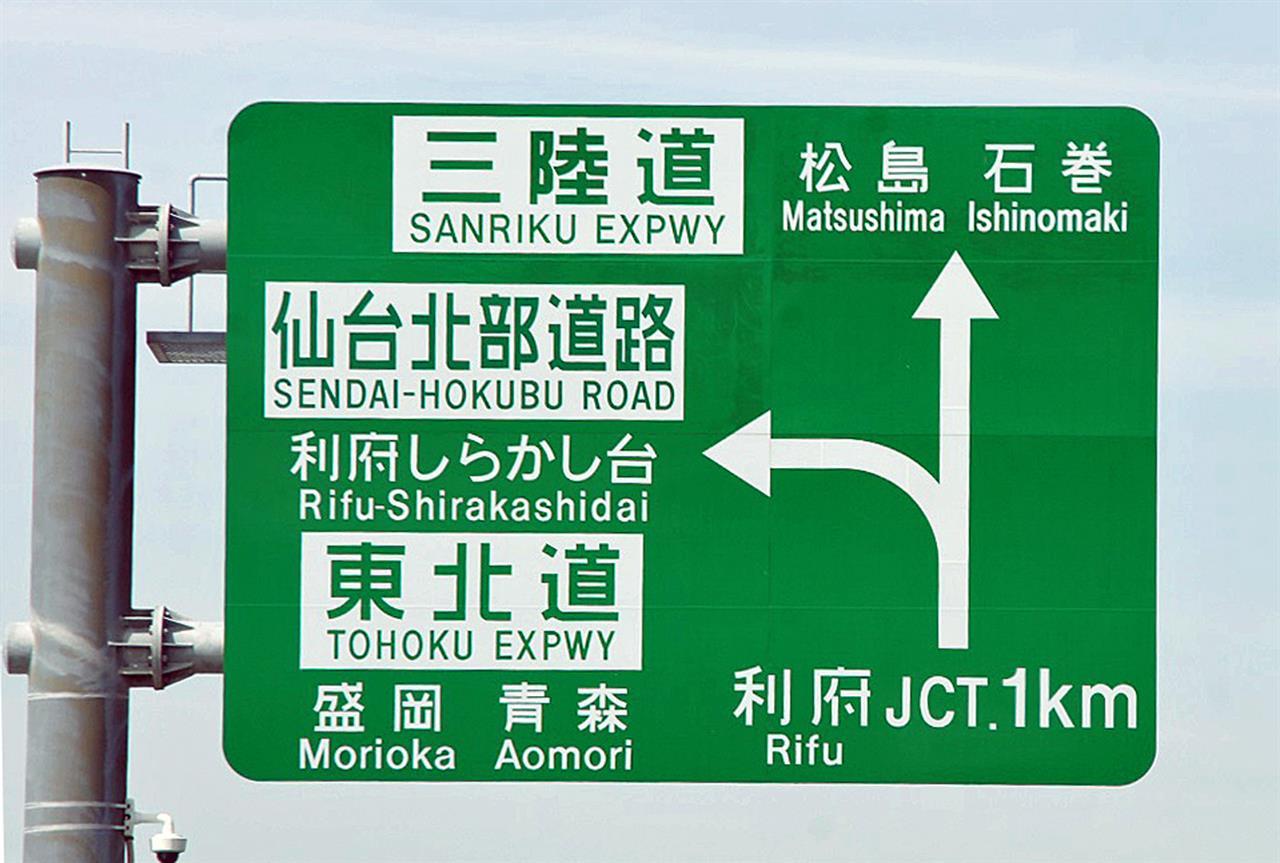 三陸道
SANRIKU EXPWY
松島 石巻
Matsushima Ishinomaki
仙台北部道路
SENDAI-HOKUBU ROAD
利府しらかし台
Rifu-Shirakashidai
東北道
TOHOKU EXPWY
盛岡 青森
Morioka Aomori
利府 JCT. 1km
Rifu